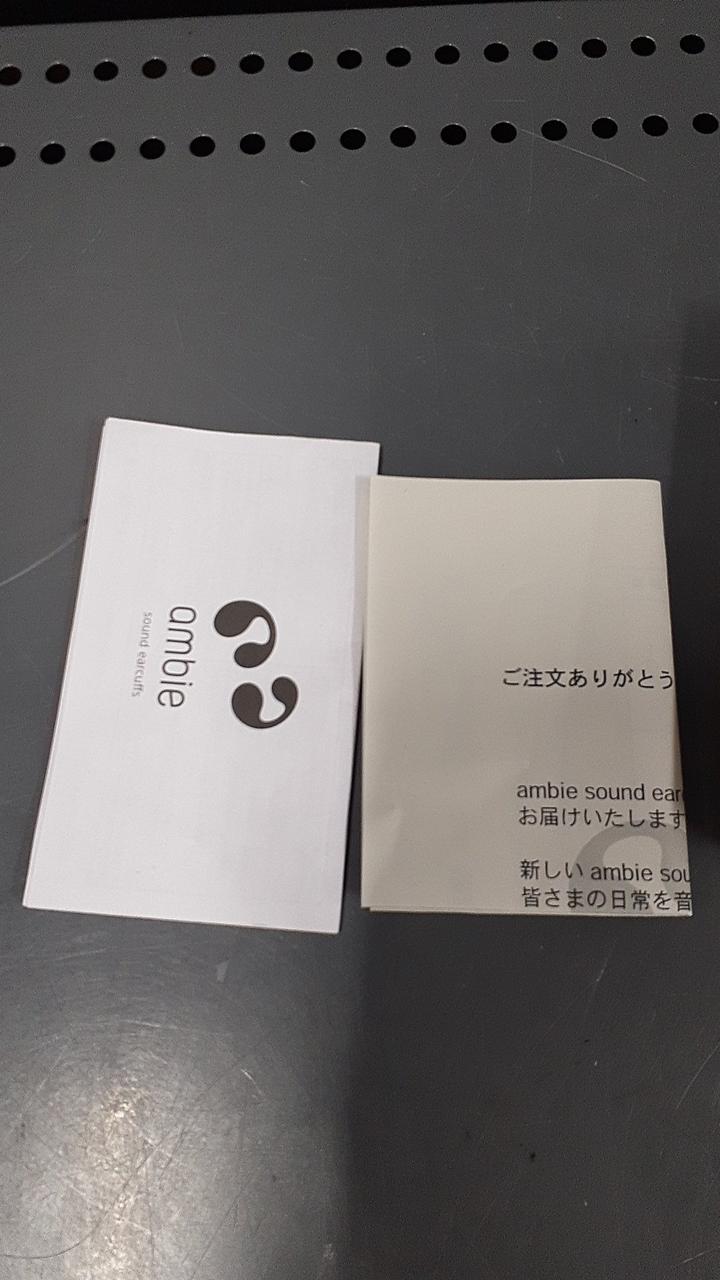 ambie
sound earcuffs
ご注文ありがとう
ambie sound ear
お届けいたします
新しい ambie sou
皆さまの日常を音